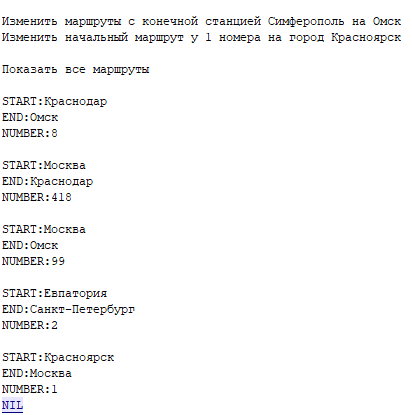 Изменить маршруты с конечной станцией Симферополь на Омск
Изменить начальный маршрут у 1 номера на город Красноярск
Показать все маршруты
START:Краснодар
END:Омск
NUMBER:8
START:Москва
END:Краснодар
NUMBER:418
START:Москва
END:Омск
NUMBER:99
START:Евпатория
END:Санкт-Петербург
NUMBER:2
START:Красноярск
END:Москва
NUMBER:1
NIL